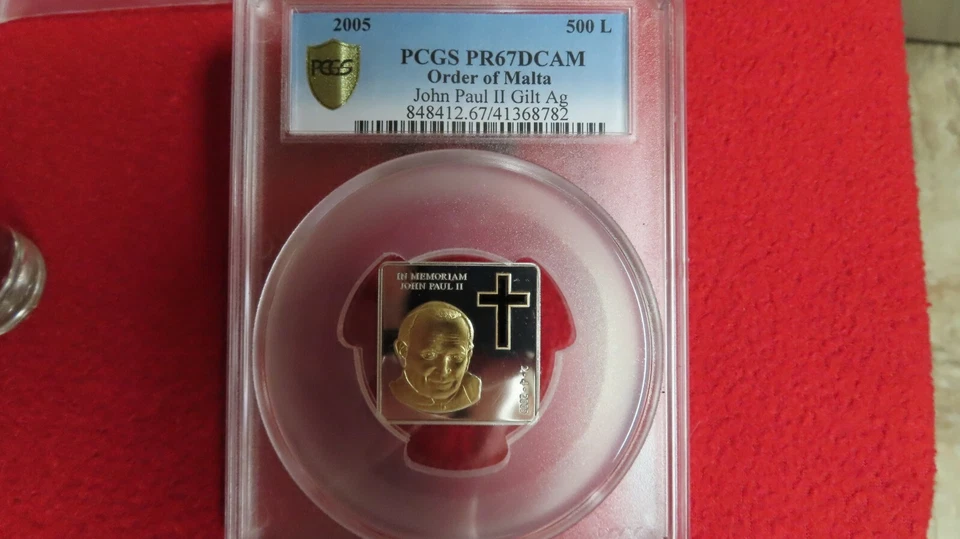 2005 500 L
PCGS
PCGS PR67DCAM
Order of Malta
John Paul II Gilt Ag
848412.67/41368782
IN MEMORIAM
JOHN PAUL II